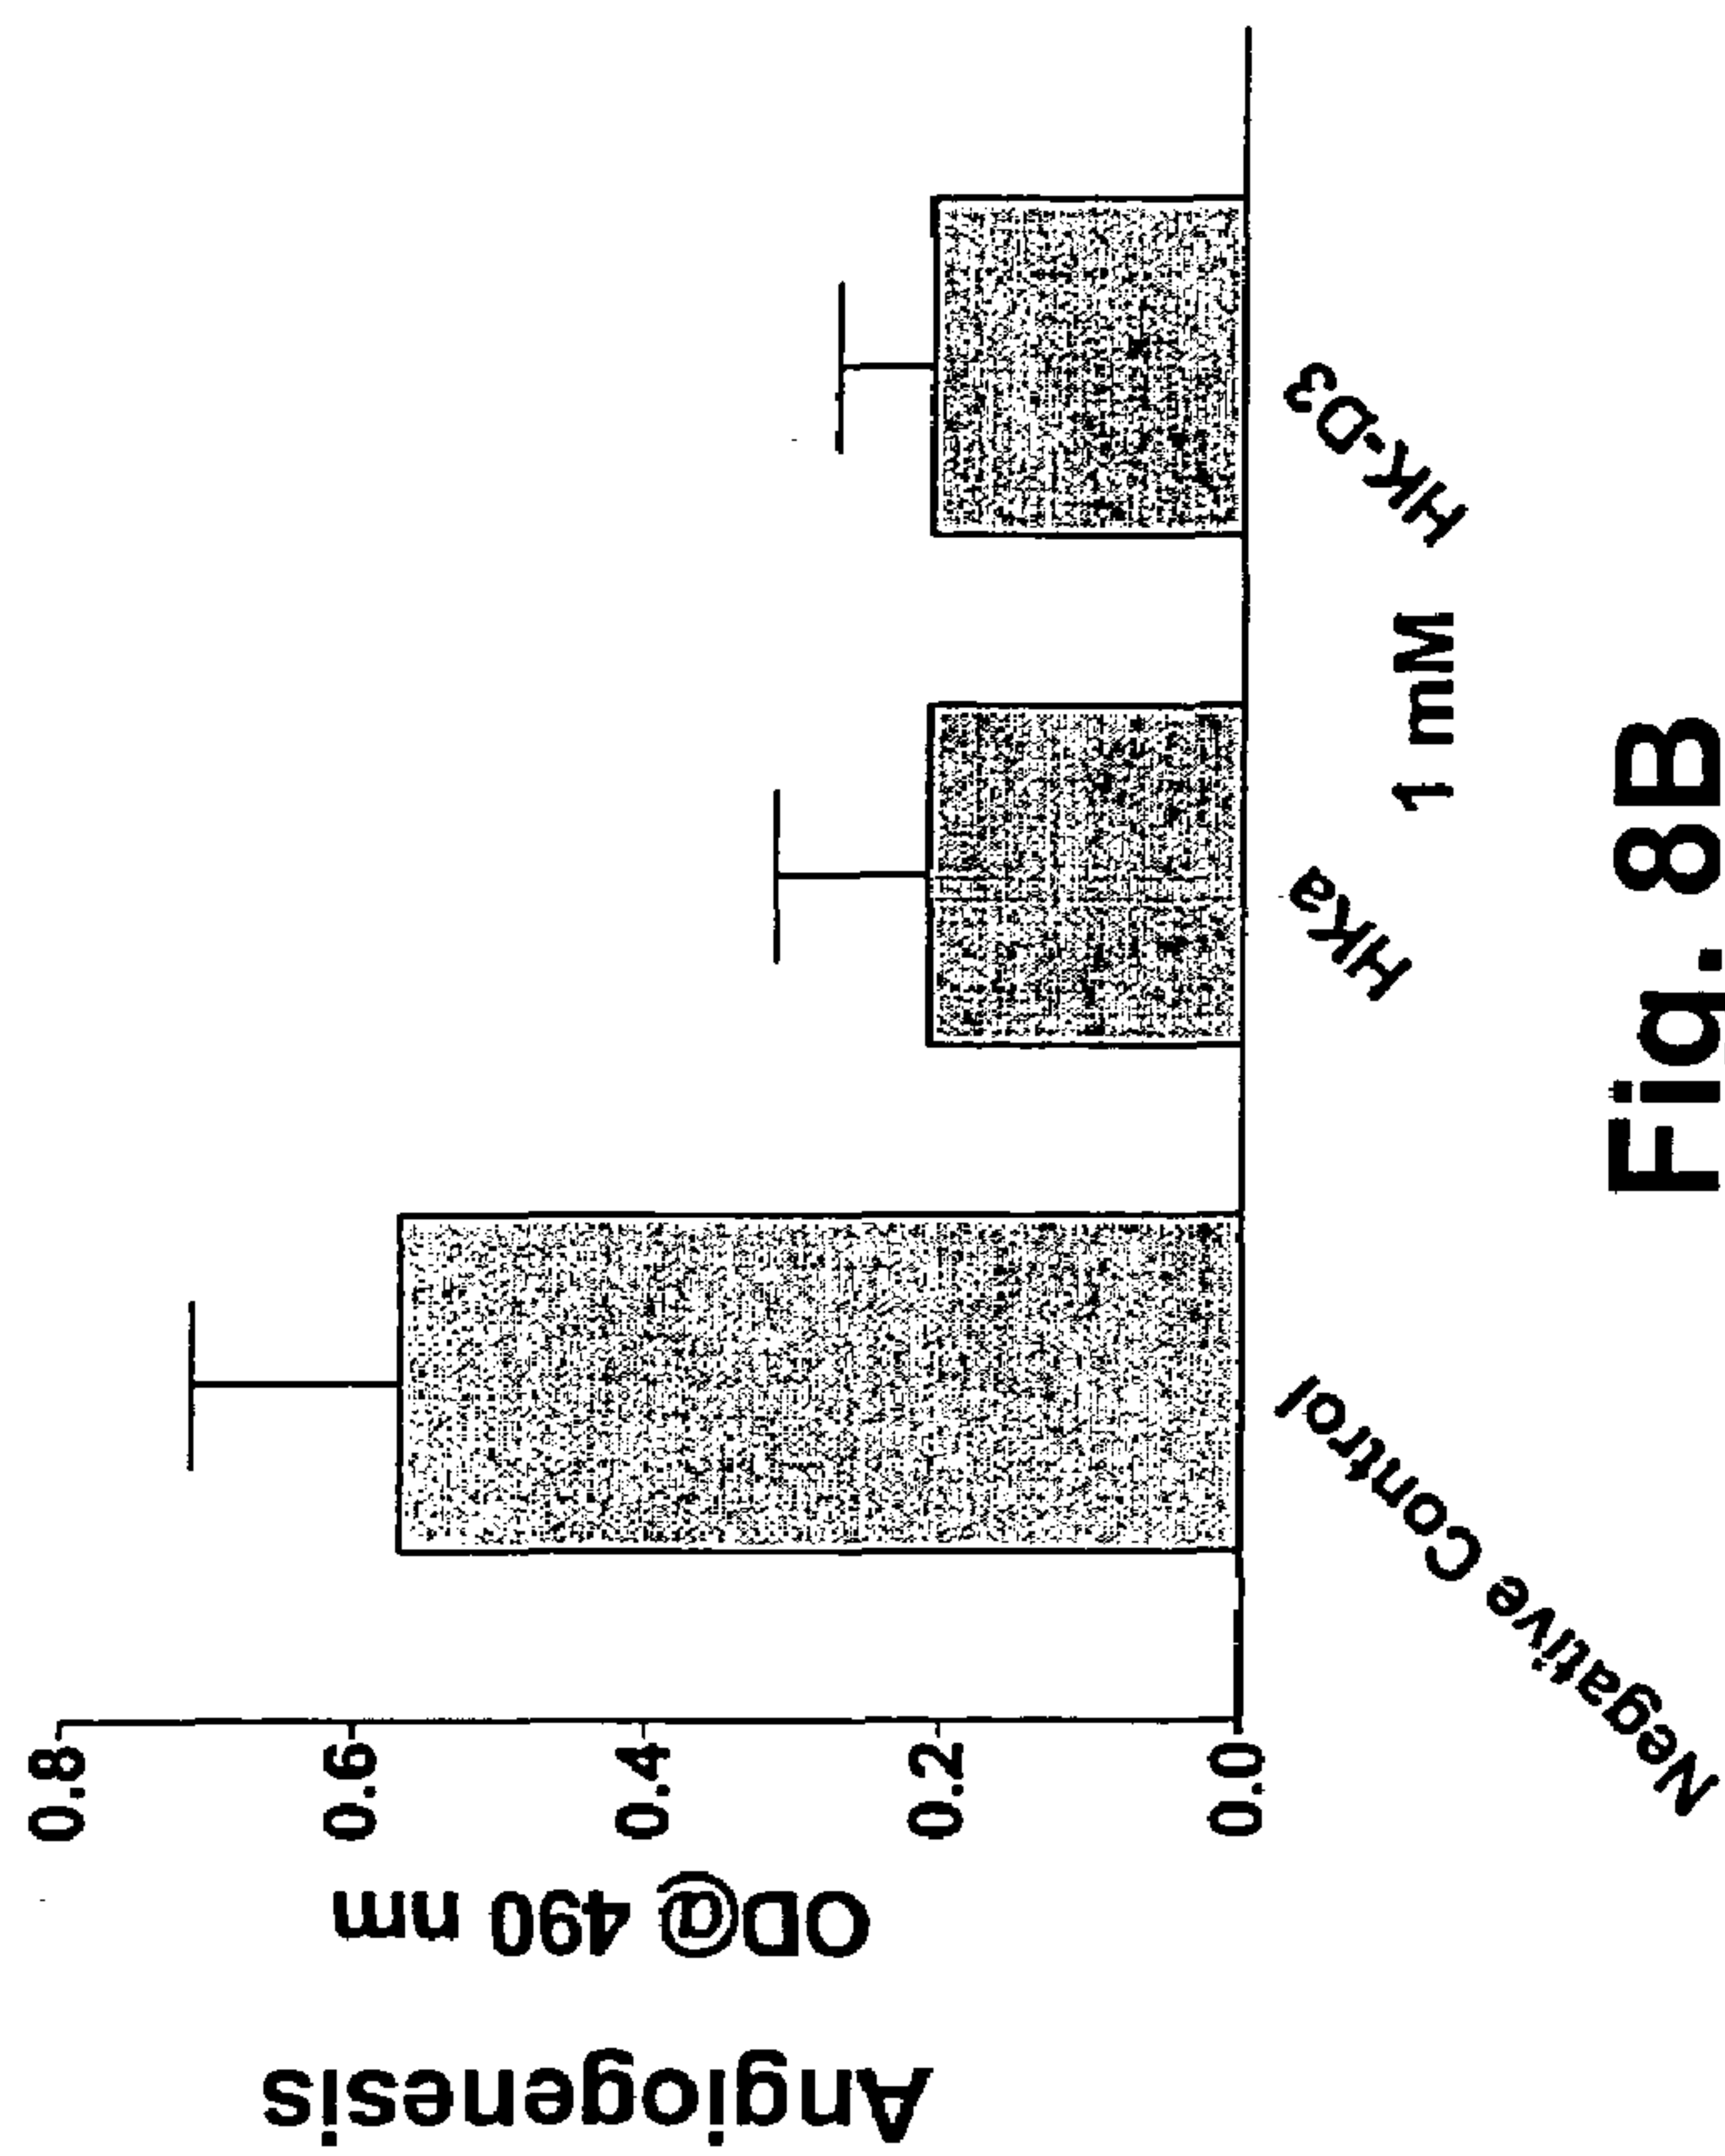 Angiogenesis
OD@ 490 nm
0.8
0.6
0.4
0.2
0.0
Negative Control
HKa
HK-D3
1 mM
Fig. 8B